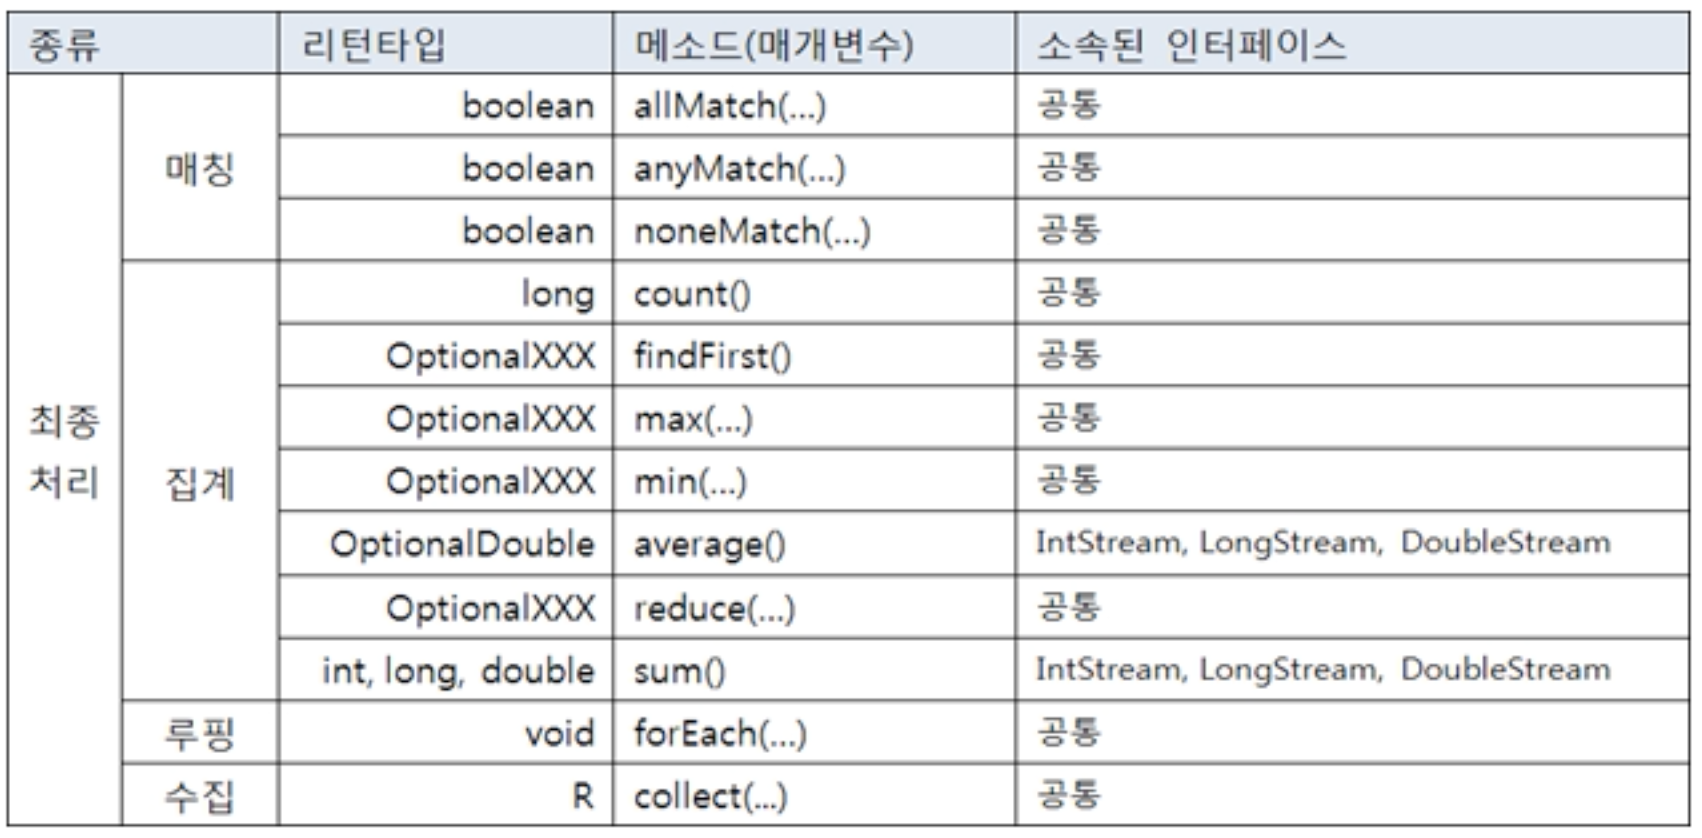 종류 리턴타입 메소드(매개변수) 소속된 인터페이스
최종 처리 매칭 boolean allMatch(...) 공통
boolean anyMatch(...) 공통
boolean noneMatch(...) 공통
집계 long count() 공통
OptionalXXX findFirst() 공통
OptionalXXX max(...) 공통
OptionalXXX min(...) 공통
OptionalDouble average() IntStream, LongStream, DoubleStream
OptionalXXX reduce(...) 공통
int, long, double sum() IntStream, LongStream, DoubleStream
루핑 void forEach(...) 공통
수집 R collect(...) 공통